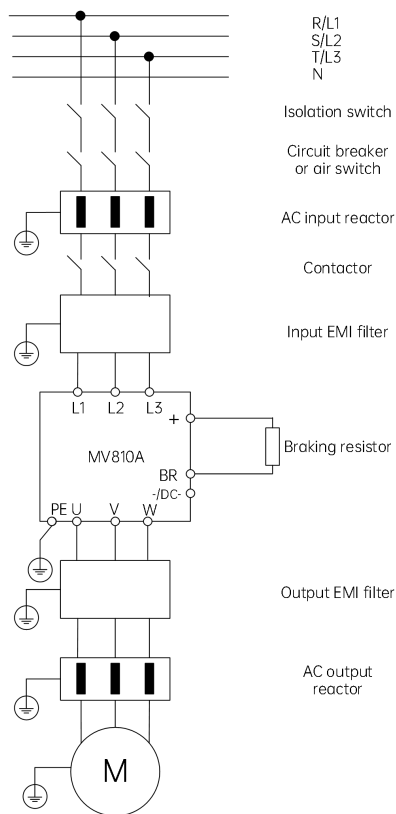 R/L1
S/L2
T/L3
N
Isolation switch
Circuit breaker
or air switch
AC input reactor
Contactor
Input EMI filter
L1 L2 L3
+
MV810A
Braking resistor
BR
-/DC-
PE U V W
Output EMI filter
AC output
reactor
M